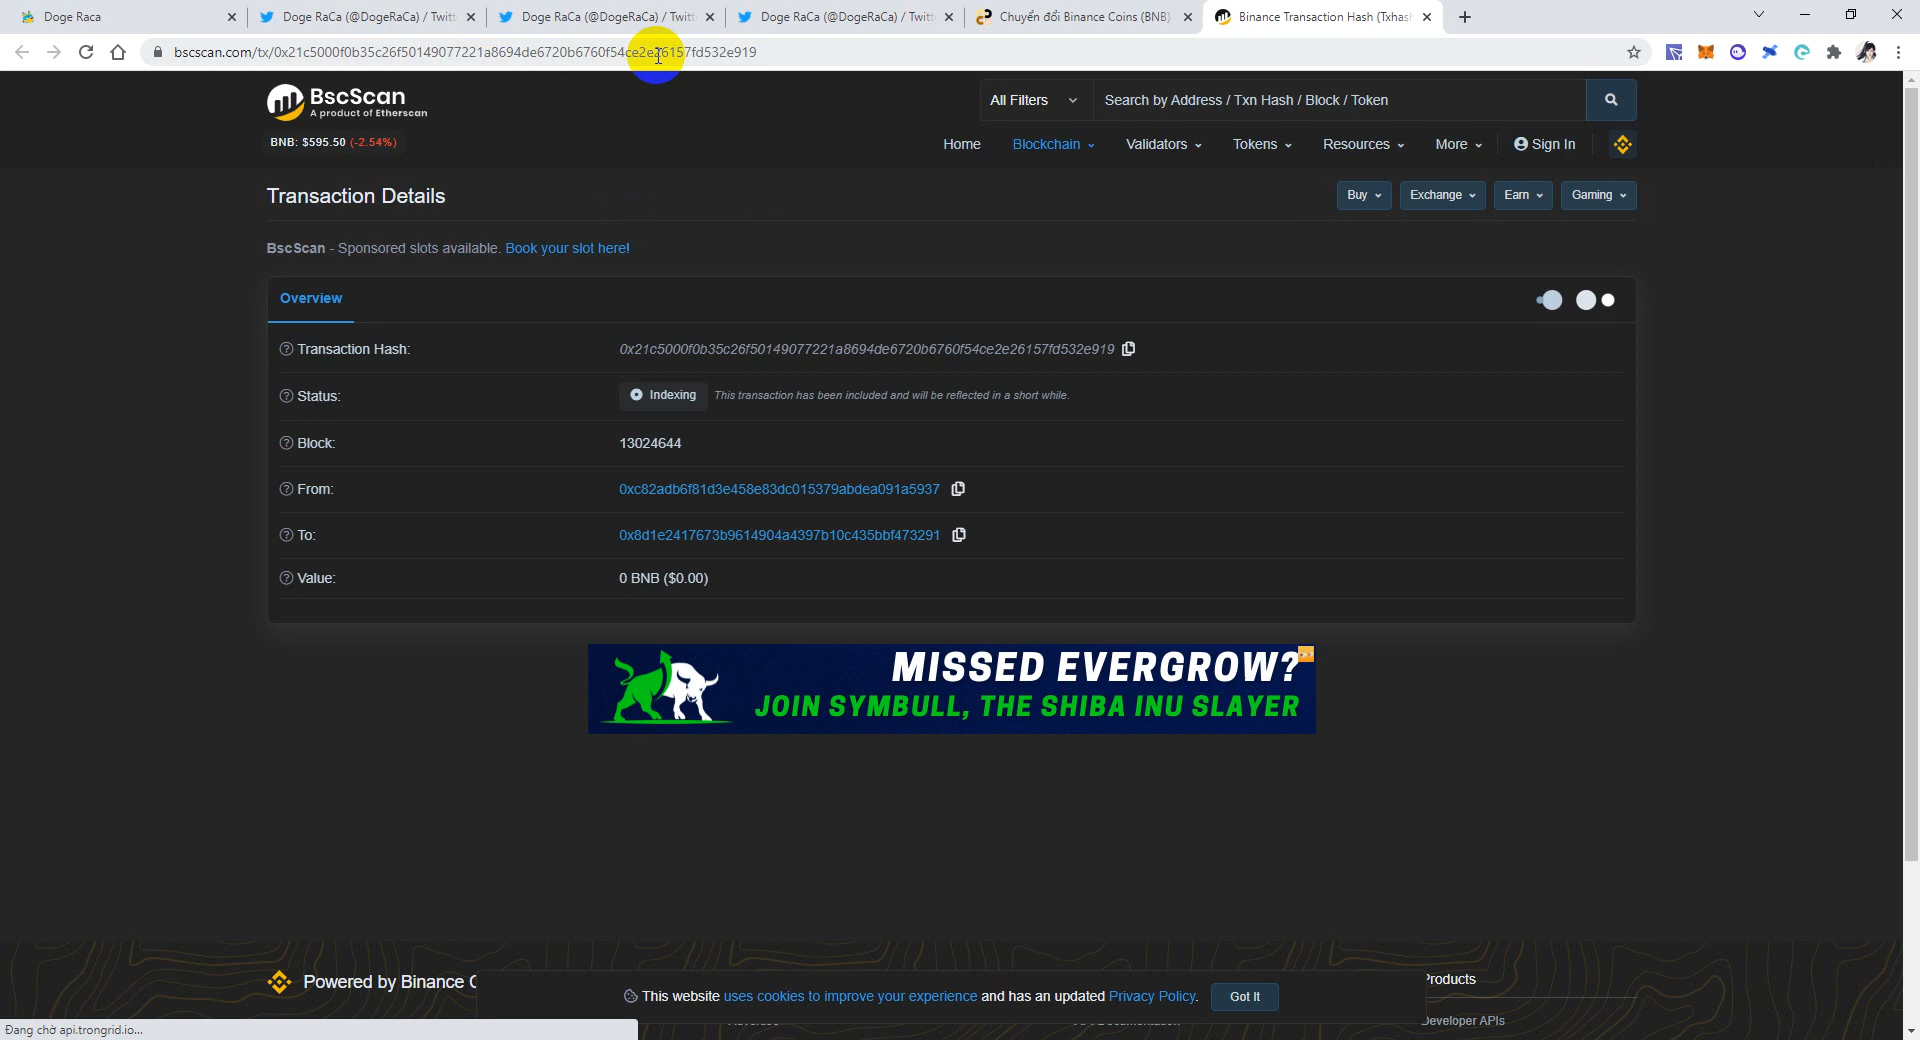 Doge Raca
Doge RaCa (@DogeRaCa) / Twitt
Doge RaCa (@DogeRaCa) / Twitt
Doge RaCa (@DogeRaCa) / Twitt
Chuyển đổi Binance Coins (BNB)
Binance Transaction Hash (Txhas
bscscan.com/tx/0x21c5000f0b35c26f50149077221a8694de6720b6760f54ce2e26157fd532e919
BscScan
A product of Etherscan
All Filters
Search by Address / Txn Hash / Block / Token
BNB: $595.50 (-2.54%)
Home
Blockchain
Validators
Tokens
Resources
More
Sign In
Transaction Details
Buy
Exchange
Earn
Gaming
BscScan - Sponsored slots available. Book your slot here!
Overview
Transaction Hash:
0x21c5000f0b35c26f50149077221a8694de6720b6760f54ce2e26157fd532e919
Status:
Indexing
This transaction has been included and will be reflected in a short while.
Block:
13024644
From:
0xc82adb6f81d3e458e83dc015379abdea091a5937
To:
0x8d1e2417673b9614904a4397b10c435bbf473291
Value:
0 BNB ($0.00)
MISSED EVERGROW?
JOIN SYMBULL, THE SHIBA INU SLAYER
Powered by Binance
Products
This website uses cookies to improve your experience and has an updated Privacy Policy.
Got It
Developer APIs
Đang chờ api.trongrid.io...